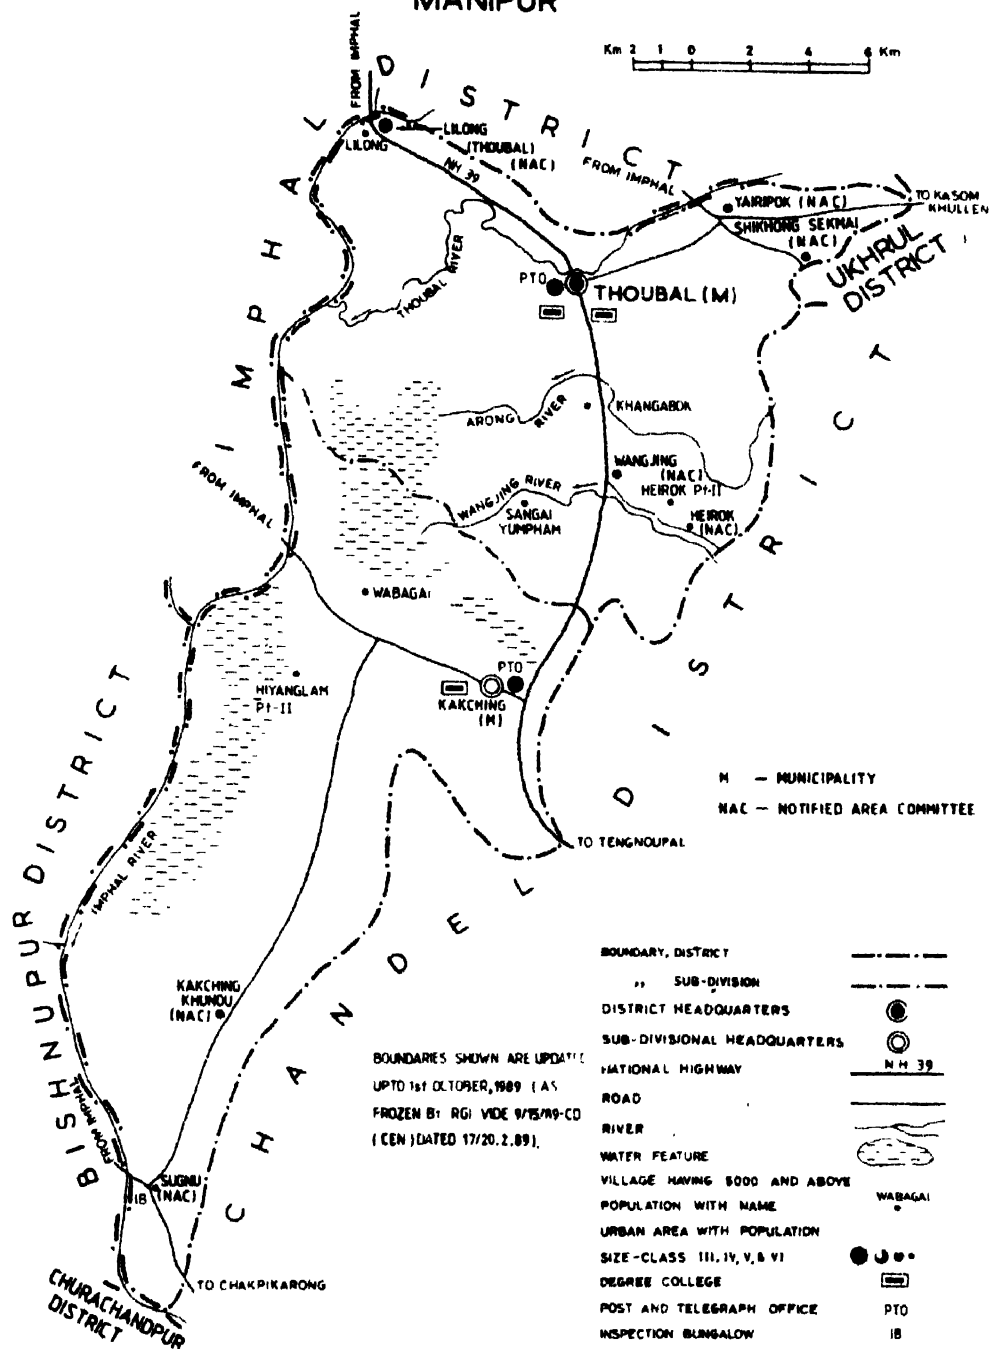 MANIPUR
Km 2 1 0 2 4 6 Km
FROM IMPHAL
IMPHAL DISTRICT
LILONG
LILONG
(THOUBAL)
(NAC)
NH 39
FROM IMPHAL
YAIRIPOK (NAC)
TO KASOM
KHULLEN
SHIKHONG SEKMAI
(NAC)
UKHRUL
DISTRICT
THOUBAL RIVER
PTO
THOUBAL (M)
ARONG RIVER
KHANGABOK
WANGJING
(NAC)
HEIROK Pt-II
HEIROK
(NAC)
WANGJING RIVER
SANGAI
YUMPHAM
FROM IMPHAL
WABAGAI
HIYANGLAM
Pt-II
PTO
KAKCHING
(M)
M — MUNICIPALITY
NAC — NOTIFIED AREA COMMITTEE
TO TENGNOUPAL
IMPHAL RIVER
BISHNUPUR DISTRICT
CHANDEL DISTRICT
KAKCHING
KHUNOU
(NAC)
FROM IMPHAL
SUGNU
(NAC)
IB
TO CHAKPIKARONG
CHURACHANDPUR
DISTRICT
BOUNDARIES SHOWN ARE UPDATE
UPTO 1st OCTOBER, 1989 (AS
FROZEN BY RGI VIDE 9/15/89-CD
(CEN) DATED 17/20.2.89).
BOUNDARY, DISTRICT
,, SUB-DIVISION
DISTRICT HEADQUARTERS
SUB-DIVISIONAL HEADQUARTERS
NATIONAL HIGHWAY NH 39
ROAD
RIVER
WATER FEATURE
VILLAGE HAVING 5000 AND ABOVE
POPULATION WITH NAME WABAGAI
URBAN AREA WITH POPULATION
SIZE-CLASS III, IV, V, & VI
DEGREE COLLEGE
POST AND TELEGRAPH OFFICE PTO
INSPECTION BUNGALOW IB